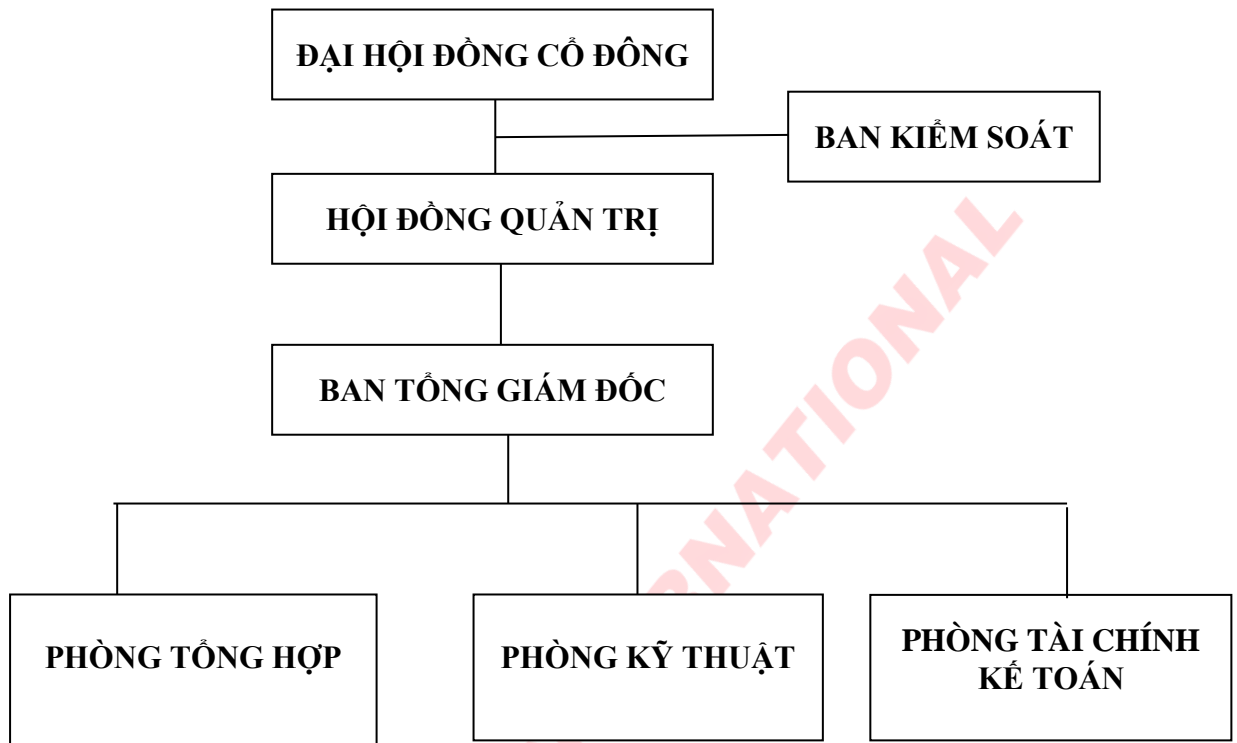 ĐẠI HỘI ĐỒNG CỔ ĐÔNG
BAN KIỂM SOÁT
HỘI ĐỒNG QUẢN TRỊ
BAN TỔNG GIÁM ĐỐC
PHÒNG TỔNG HỢP
PHÒNG KỸ THUẬT
PHÒNG TÀI CHÍNH
KẾ TOÁN